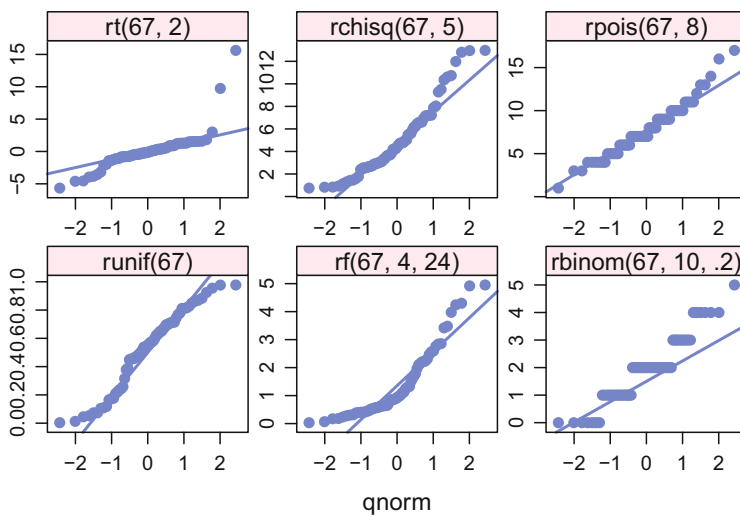 rt(67, 2)
rchisq(67, 5)
rpois(67, 8)
15
10
5
0
−5
1012
8
6
4
2
0
15
10
5
−2 −1 0 1 2
−2 −1 0 1 2
−2 −1 0 1 2
runif(67)
rf(67, 4, 24)
rbinom(67, 10, .2)
0.00.20.40.60.81.0
5
4
3
2
1
0
5
4
3
2
1
0
−2 −1 0 1 2
−2 −1 0 1 2
−2 −1 0 1 2
qnorm